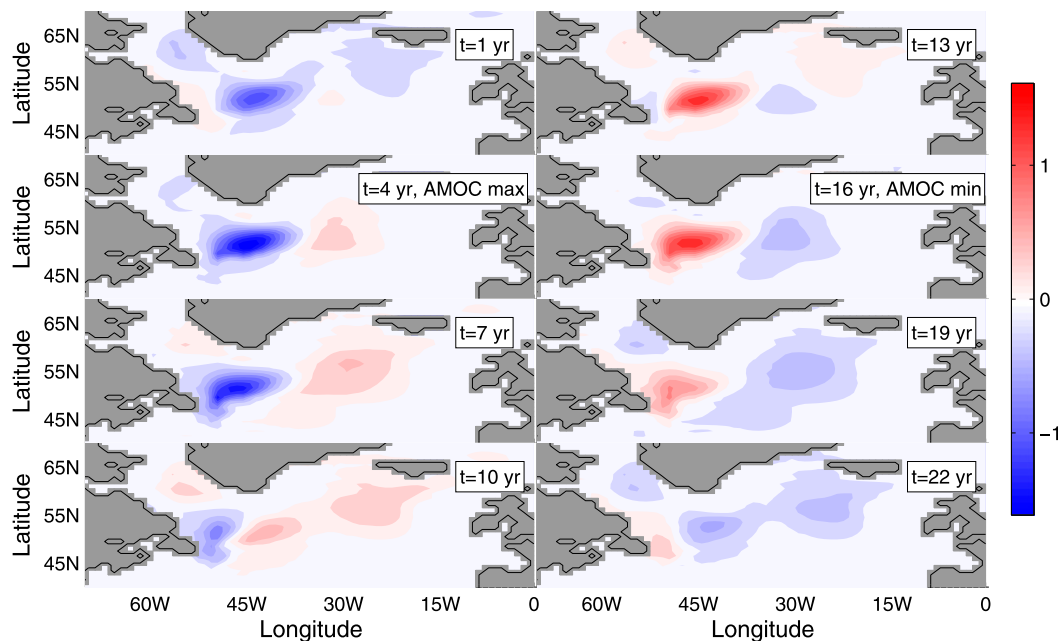 65N
55N
45N
Latitude
t=1 yr
t=13 yr
65N
55N
45N
Latitude
t=4 yr, AMOC max
t=16 yr, AMOC min
65N
55N
45N
Latitude
t=7 yr
t=19 yr
65N
55N
45N
Latitude
t=10 yr
t=22 yr
60W
45W
30W
15W
0
60W
45W
30W
15W
0
Longitude
Longitude
1
0
−1